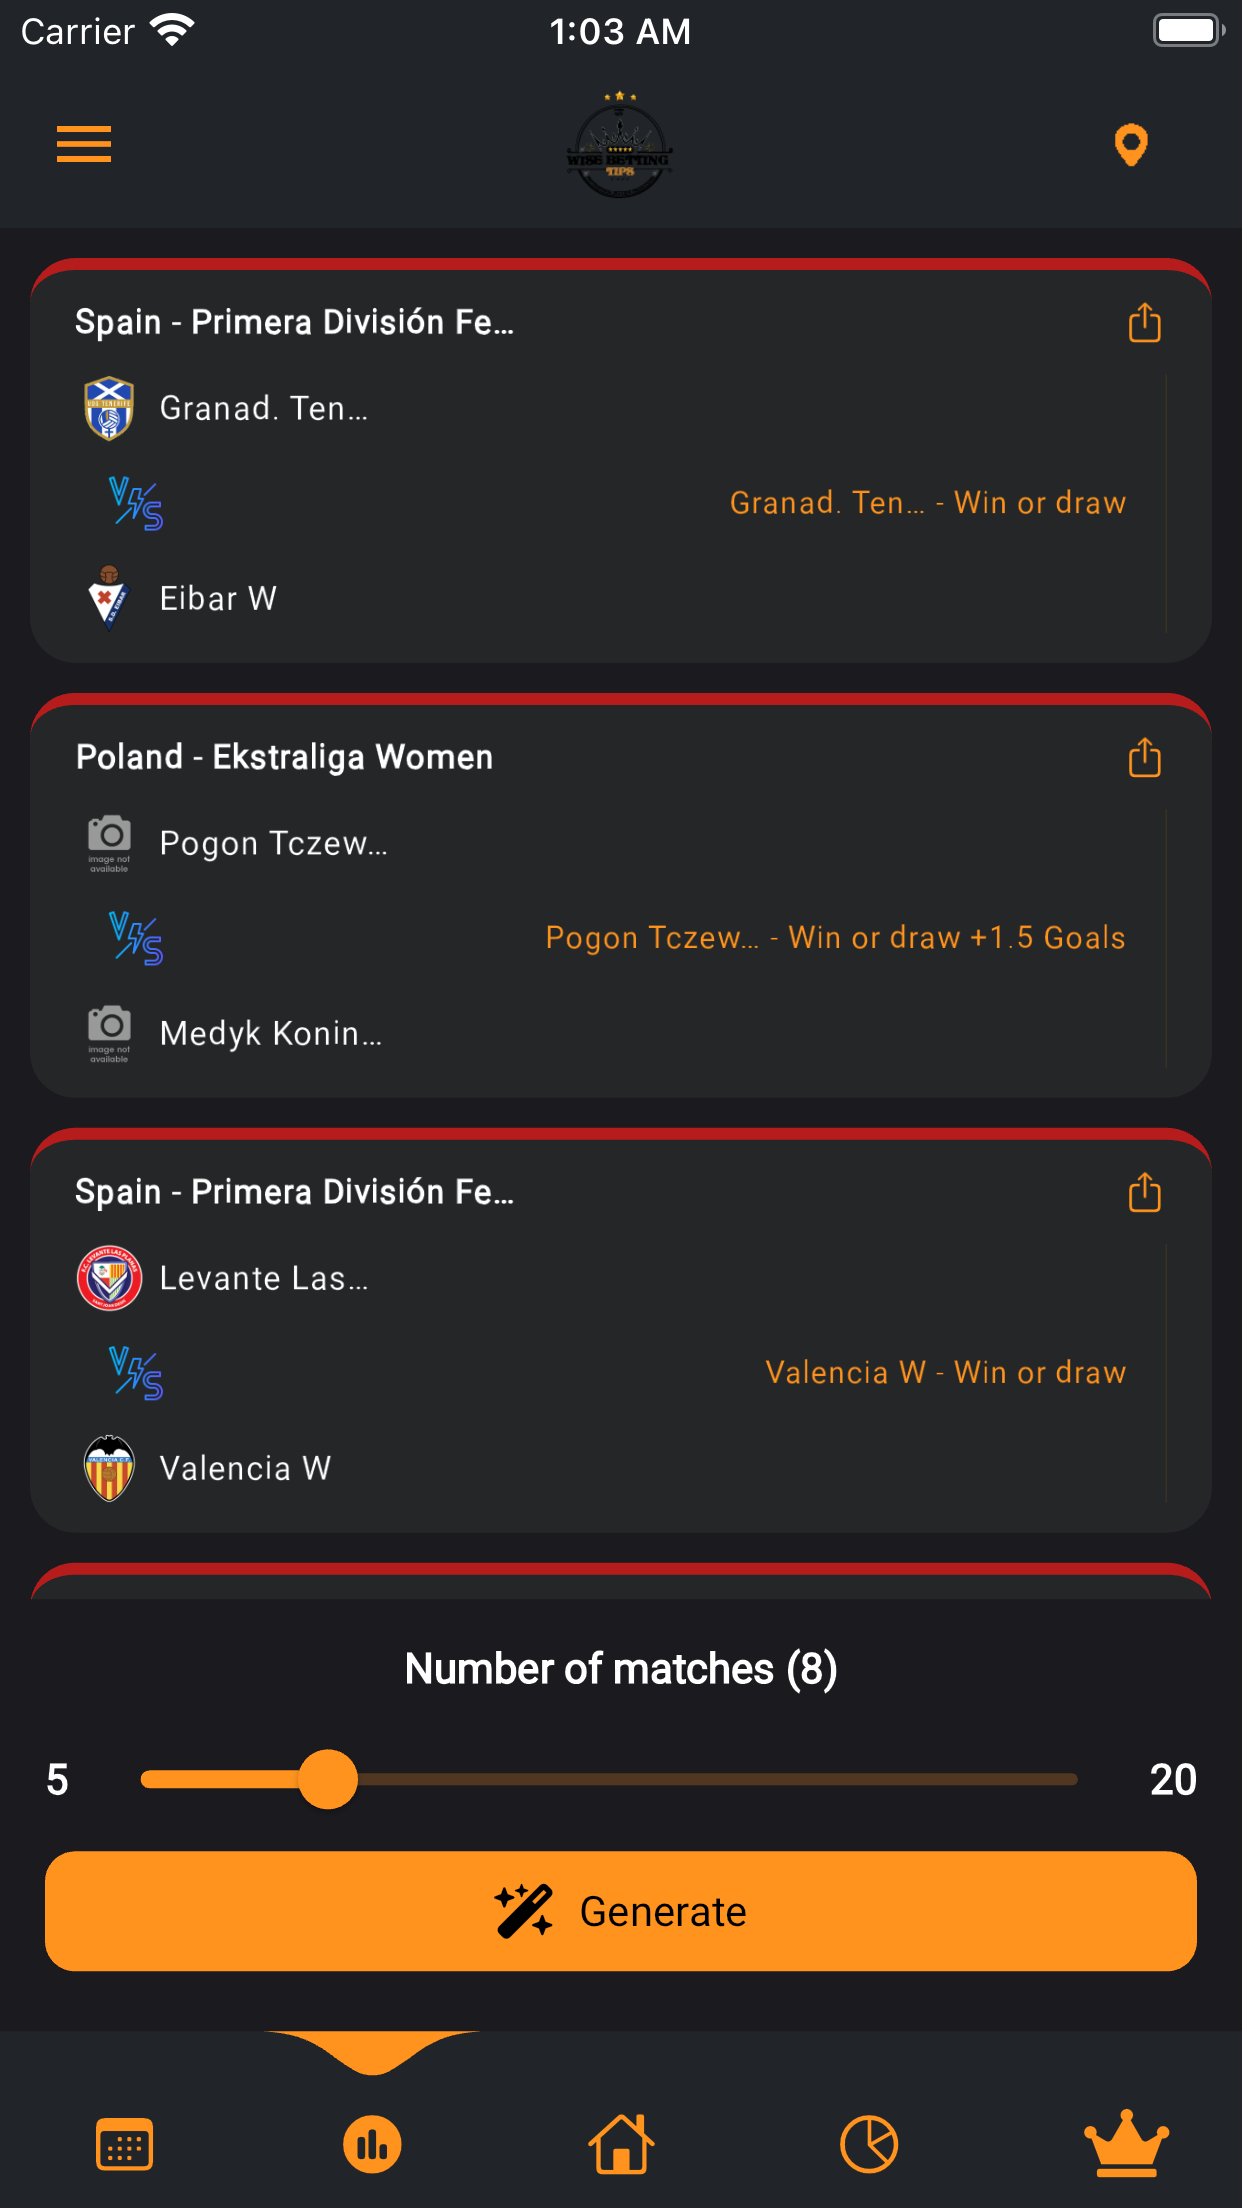 Carrier 1:03 AM
WISE BETTING
TIPS
Spain - Primera División Fe...
Granad. Ten...
VS
Granad. Ten... - Win or draw
Eibar W
Poland - Ekstraliga Women
image not
available
Pogon Tczew...
VS
Pogon Tczew... - Win or draw +1.5 Goals
image not
available
Medyk Konin...
Spain - Primera División Fe...
Levante Las...
VS
Valencia W - Win or draw
VALENCIA C.F.
Valencia W
Number of matches (8)
5 20
Generate